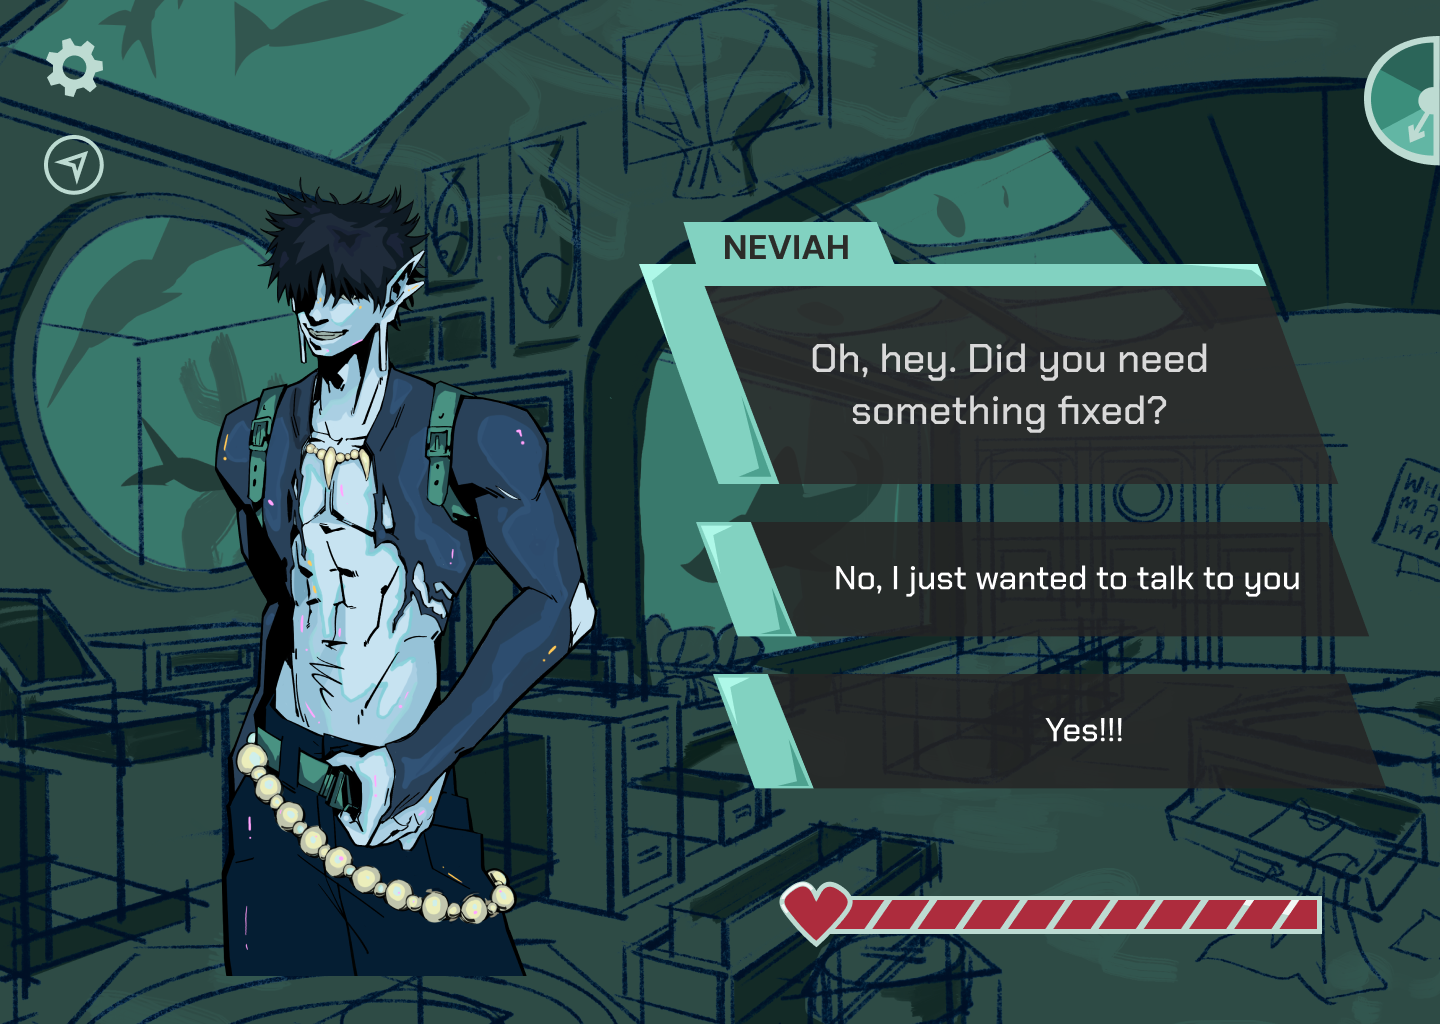 NEVIAH
Oh, hey. Did you need
something fixed?
No, I just wanted to talk to you
Yes!!!